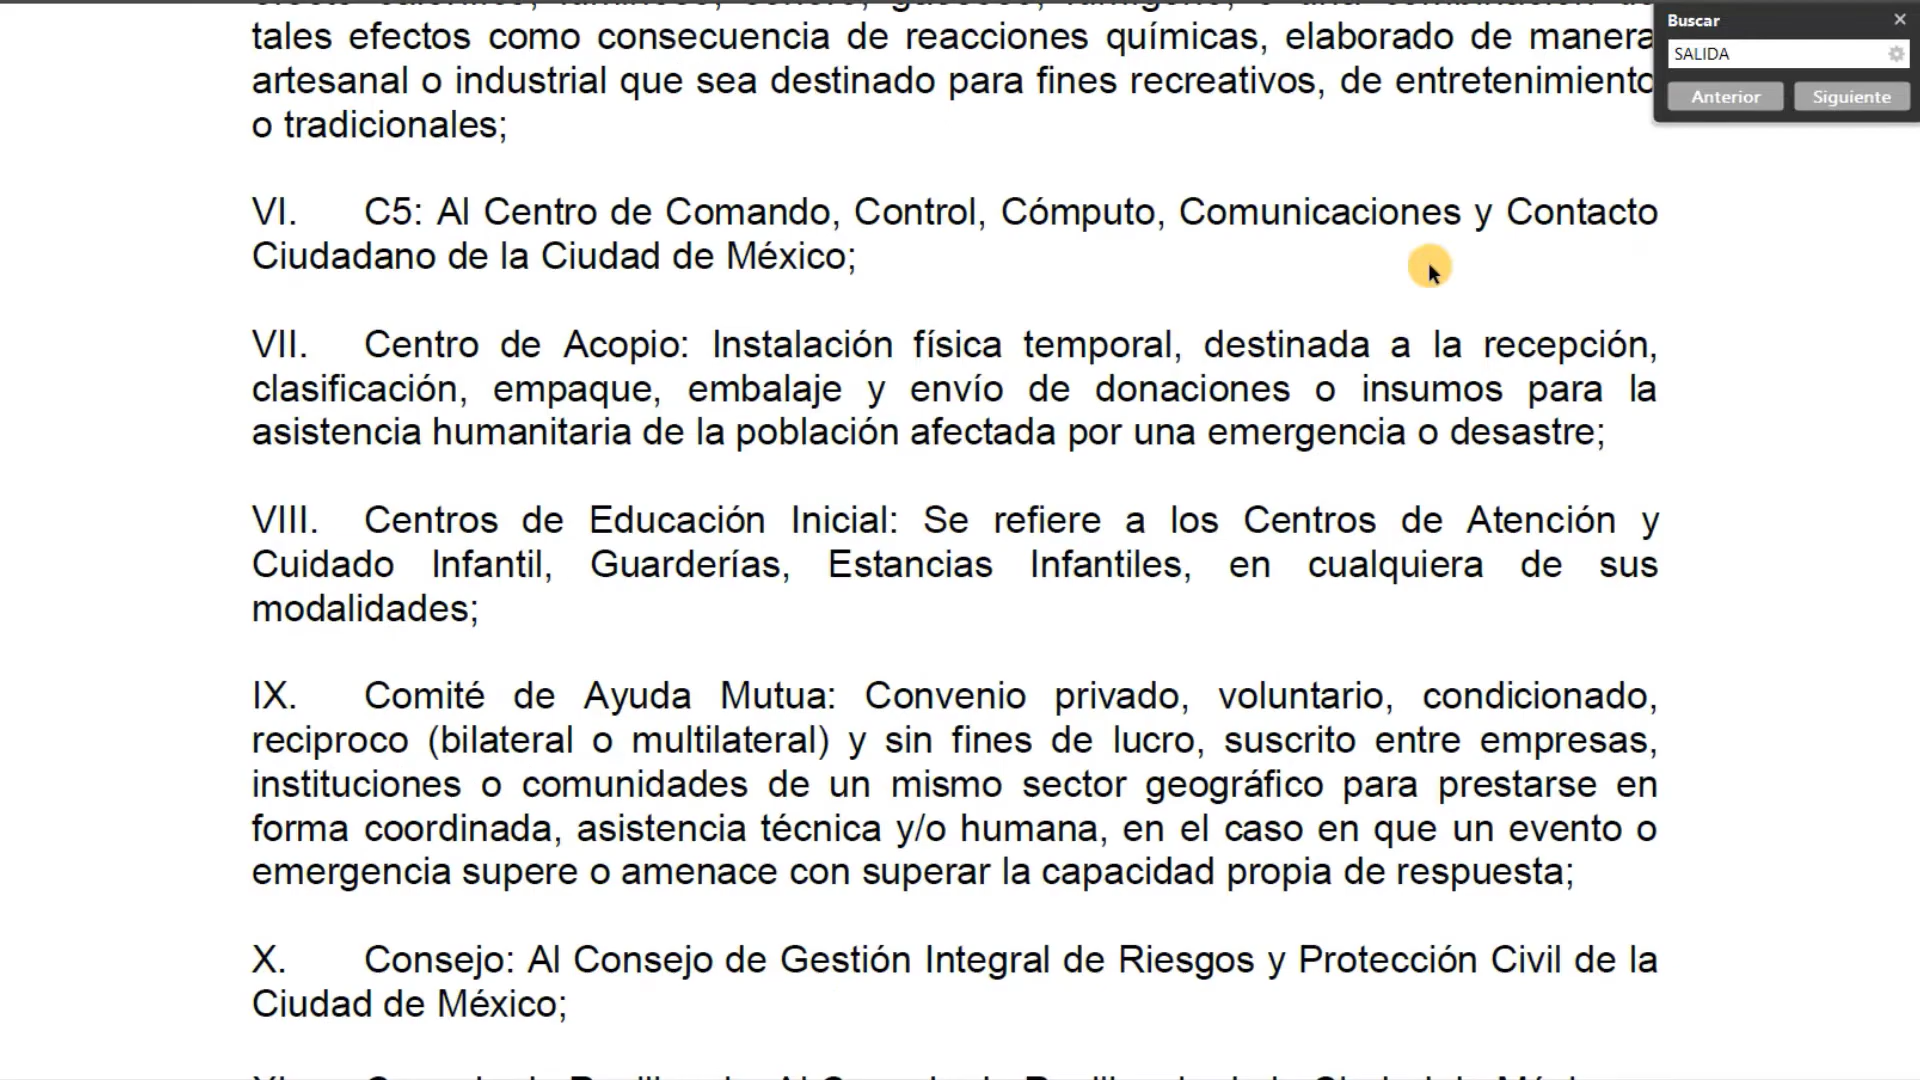 tales efectos como consecuencia de reacciones químicas, elaborado de manera
artesanal o industrial que sea destinado para fines recreativos, de entretenimiento
o tradicionales;
VI. C5: Al Centro de Comando, Control, Cómputo, Comunicaciones y Contacto
Ciudadano de la Ciudad de México;
VII. Centro de Acopio: Instalación física temporal, destinada a la recepción,
clasificación, empaque, embalaje y envío de donaciones o insumos para la
asistencia humanitaria de la población afectada por una emergencia o desastre;
VIII. Centros de Educación Inicial: Se refiere a los Centros de Atención y
Cuidado Infantil, Guarderías, Estancias Infantiles, en cualquiera de sus
modalidades;
IX. Comité de Ayuda Mutua: Convenio privado, voluntario, condicionado,
reciproco (bilateral o multilateral) y sin fines de lucro, suscrito entre empresas,
instituciones o comunidades de un mismo sector geográfico para prestarse en
forma coordinada, asistencia técnica y/o humana, en el caso en que un evento o
emergencia supere o amenace con superar la capacidad propia de respuesta;
X. Consejo: Al Consejo de Gestión Integral de Riesgos y Protección Civil de la
Ciudad de México;
Buscar
SALIDA
Anterior Siguiente